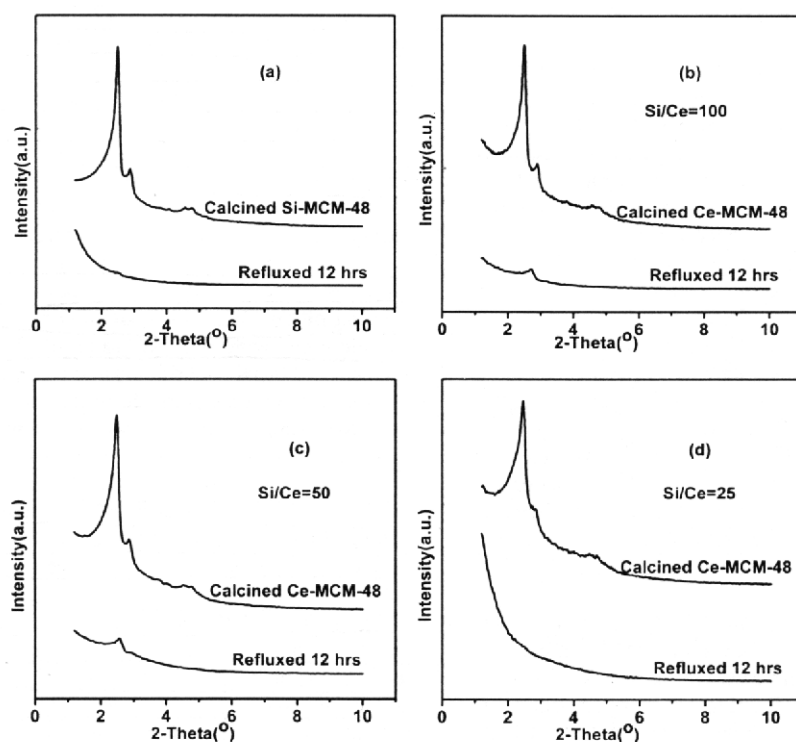 (a)
Intensity(a.u.)
Calcined Si-MCM-48
Refluxed 12 hrs
0 2 4 6 8 10
2-Theta(O)
(b)
Si/Ce=100
Intensity(a.u.)
Calcined Ce-MCM-48
Refluxed 12 hrs
0 2 4 6 8 10
2-Theta(O)
(c)
Si/Ce=50
Intensity(a.u.)
Calcined Ce-MCM-48
Refluxed 12 hrs
0 2 4 6 8 10
2-Theta(O)
(d)
Si/Ce=25
Intensity(a.u.)
Calcined Ce-MCM-48
Refluxed 12 hrs
0 2 4 6 8 10
2-Theta(O)